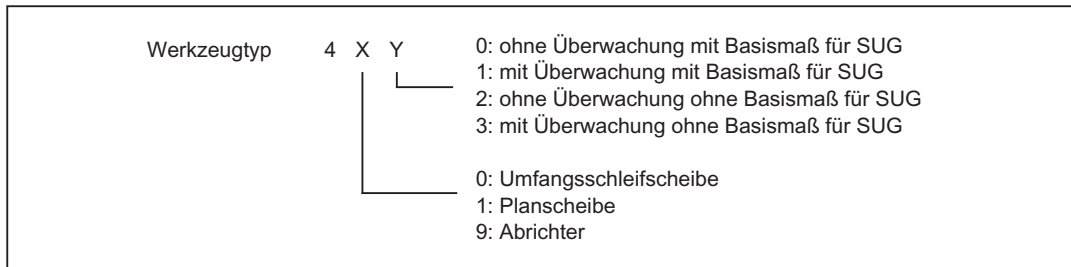 Werkzeugtyp 4 X Y
0: ohne Überwachung mit Basismaß für SUG
1: mit Überwachung mit Basismaß für SUG
2: ohne Überwachung ohne Basismaß für SUG
3: mit Überwachung ohne Basismaß für SUG
0: Umfangsschleifscheibe
1: Planscheibe
9: Abrichter